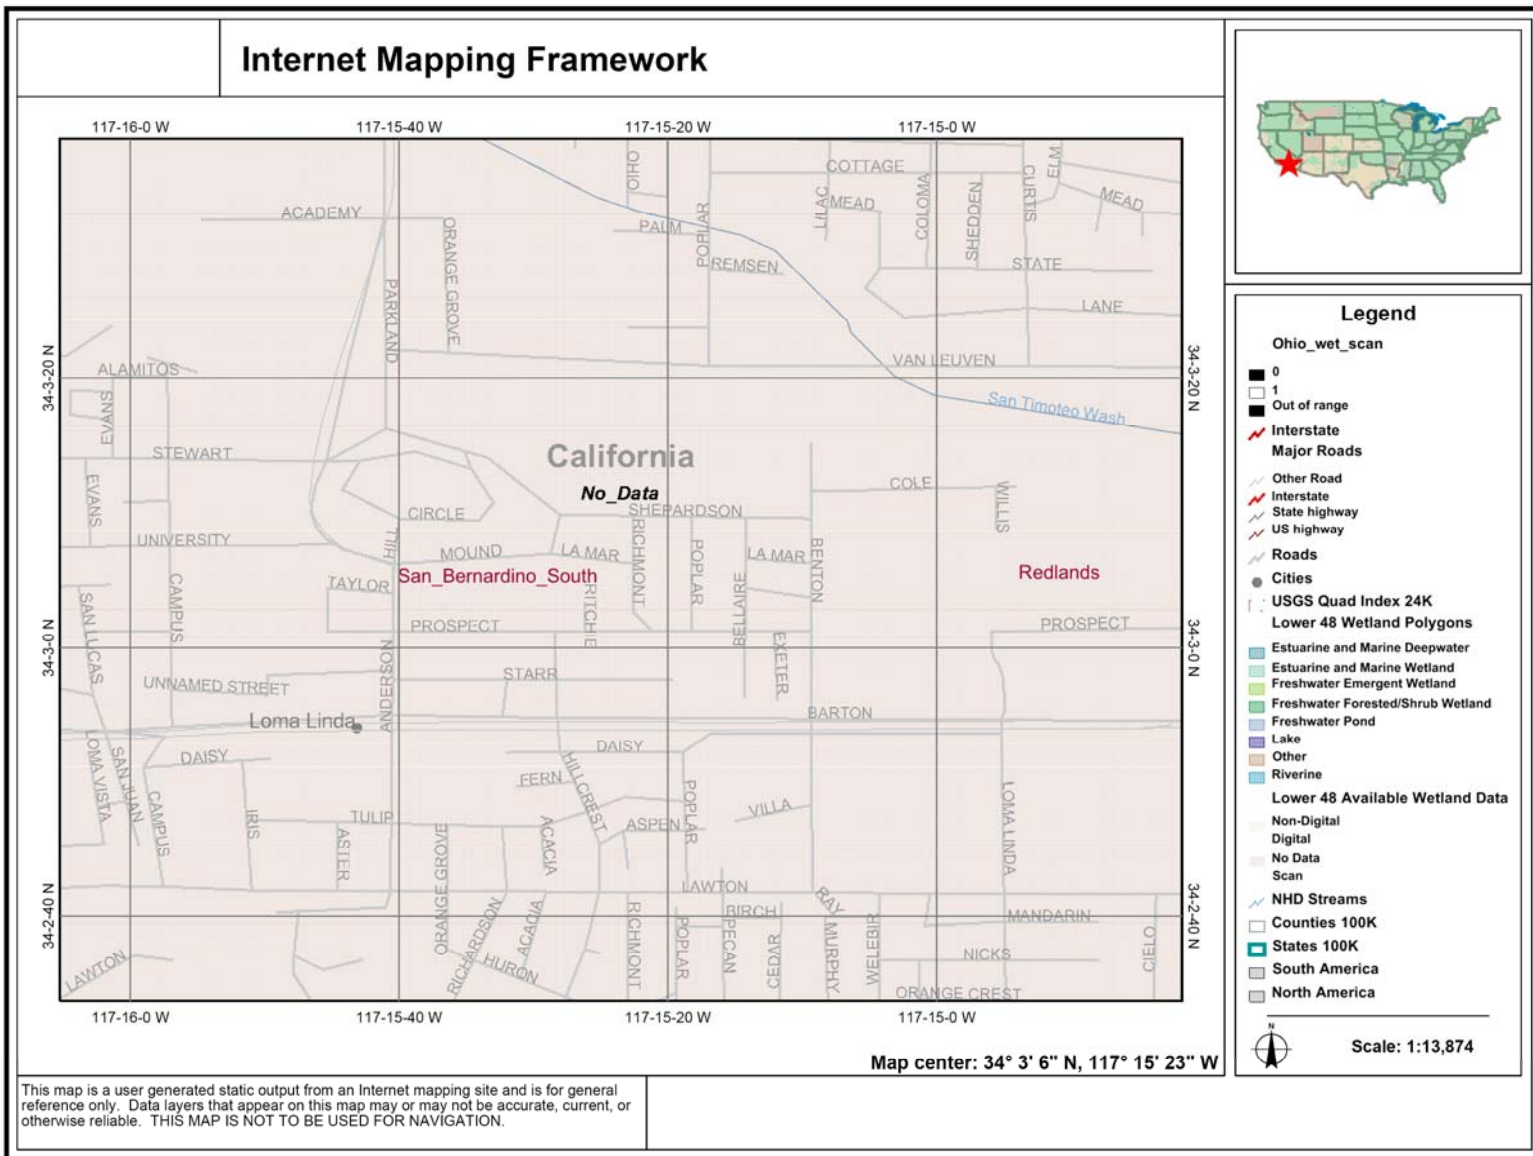 Internet Mapping Framework
117-16-0 W
117-15-40 W
117-15-20 W
117-15-0 W
34-3-20 N
34-3-0 N
34-2-40 N
34-3-20 N
34-3-0 N
34-2-40 N
OHIO
COTTAGE
ELM
CURTIS
MEAD
LILAC
MEAD
COLOMA
SHEDDEN
ACADEMY
ORANGE GROVE
PALM
POPLAR
REMSEN
STATE
PARKLAND
LANE
VAN LEUVEN
ALAMITOS
EVANS
San Timoteo Wash
STEWART
California
No_Data
EVANS
COLE
WILLIS
CIRCLE
SHEPARDSON
UNIVERSITY
HILL
MOUND
LA MAR
RICHMONT
POPLAR
LA MAR
BENTON
San_Bernardino_South
Redlands
TAYLOR
CAMPUS
SAN LUCAS
RITCHIE
BELLAIRE
PROSPECT
PROSPECT
EXETER
ANDERSON
STARR
UNNAMED STREET
Loma Linda
BARTON
LOMA VISTA
SAN JUAN
DAISY
DAISY
HILLCREST
FERN
CAMPUS
IRIS
TULIP
ASTER
ORANGE GROVE
ACACIA
ASPEN
POPLAR
VILLA
LOMA LINDA
LAWTON
RAY
BIRCH
MANDARIN
RICHARDSON
ACACIA
RICHMONT
POPLAR
PECAN
CEDAR
MURPHY
WELEBIR
CIELO
NICKS
HURON
LAWTON
ORANGE CREST
117-16-0 W
117-15-40 W
117-15-20 W
117-15-0 W
Map center: 34° 3' 6" N, 117° 15' 23" W
Legend
Ohio_wet_scan
0
1
Out of range
Interstate
Major Roads
Other Road
Interstate
State highway
US highway
Roads
Cities
USGS Quad Index 24K
Lower 48 Wetland Polygons
Estuarine and Marine Deepwater
Estuarine and Marine Wetland
Freshwater Emergent Wetland
Freshwater Forested/Shrub Wetland
Freshwater Pond
Lake
Other
Riverine
Lower 48 Available Wetland Data
Non-Digital
Digital
No Data
Scan
NHD Streams
Counties 100K
States 100K
South America
North America
N
Scale: 1:13,874
This map is a user generated static output from an Internet mapping site and is for general
reference only. Data layers that appear on this map may or may not be accurate, current, or
otherwise reliable. THIS MAP IS NOT TO BE USED FOR NAVIGATION.